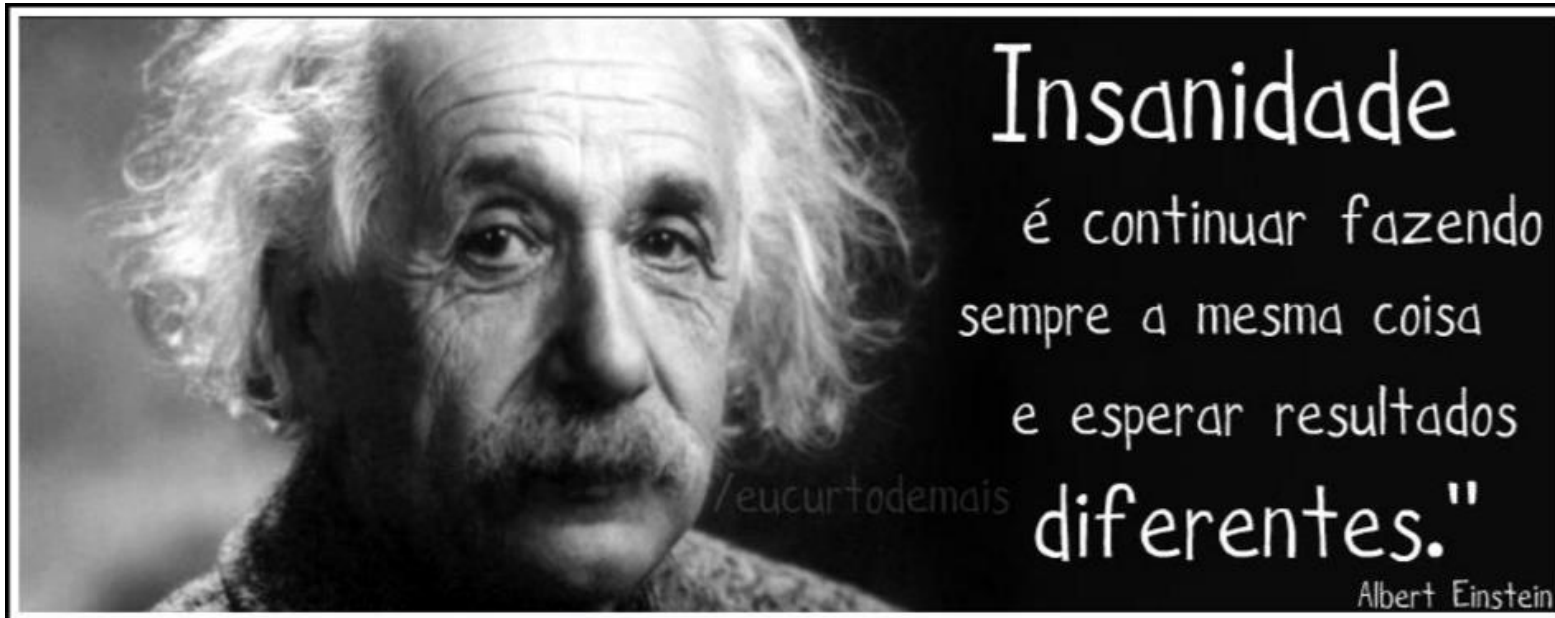 Insanidade
é continuar fazendo
sempre a mesma coisa
e esperar resultados
/eucurtodemais
diferentes."
Albert Einstein